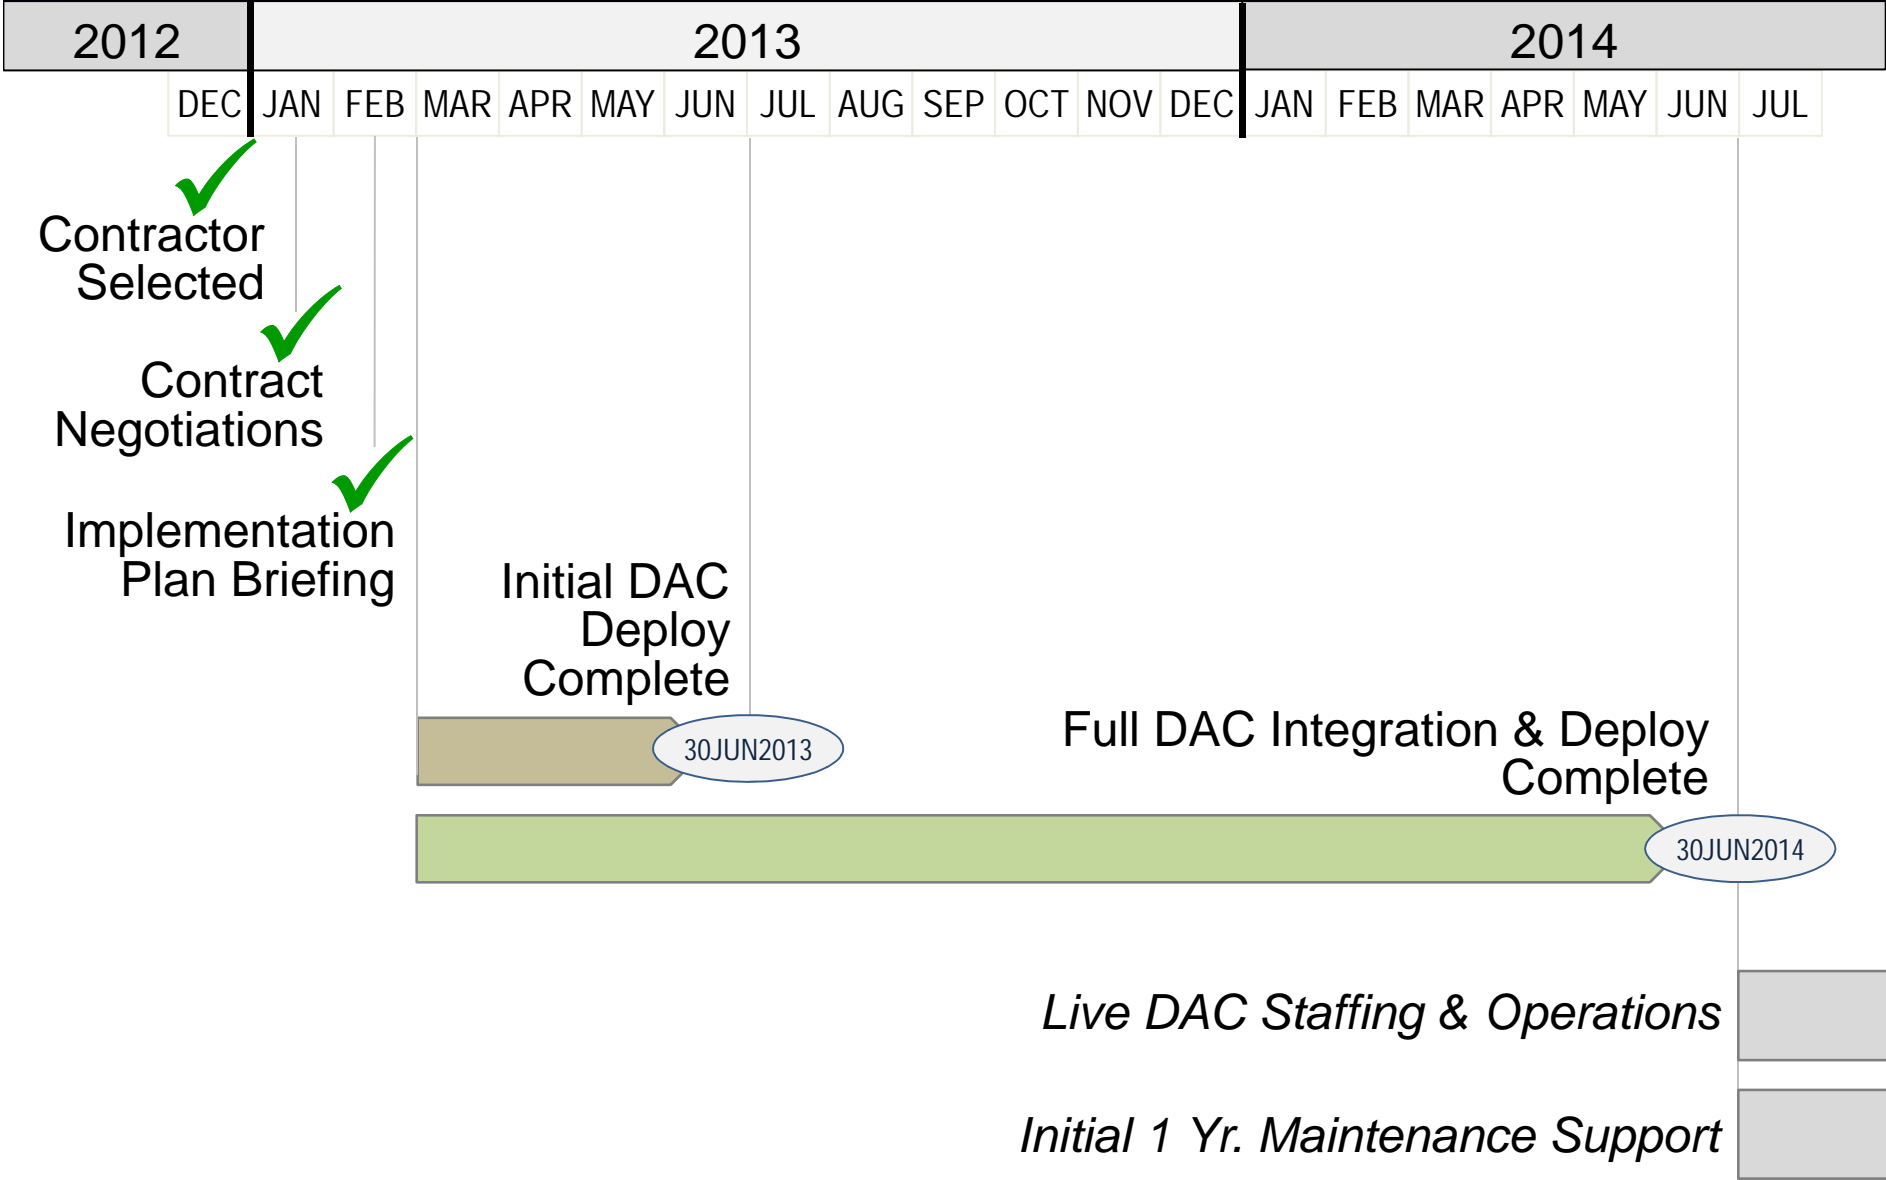 2012 2013 2014
DEC JAN FEB MAR APR MAY JUN JUL AUG SEP OCT NOV DEC JAN FEB MAR APR MAY JUN JUL
Contractor
Selected
Contract
Negotiations
Implementation
Plan Briefing
Initial DAC
Deploy
Complete
30JUN2013
Full DAC Integration & Deploy
Complete
30JUN2014
Live DAC Staffing & Operations
Initial 1 Yr. Maintenance Support